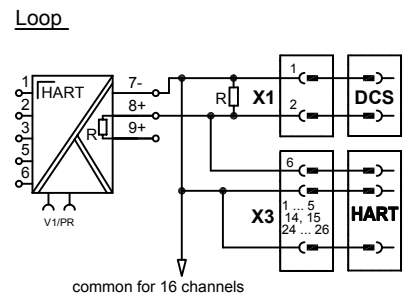 Loop
1
2
3
5
6
HART
7-
8+
9+
R
V1/PR
R
X1
1
2
DCS
X3
6
1 ... 5
14, 15
24 ... 26
HART
common for 16 channels